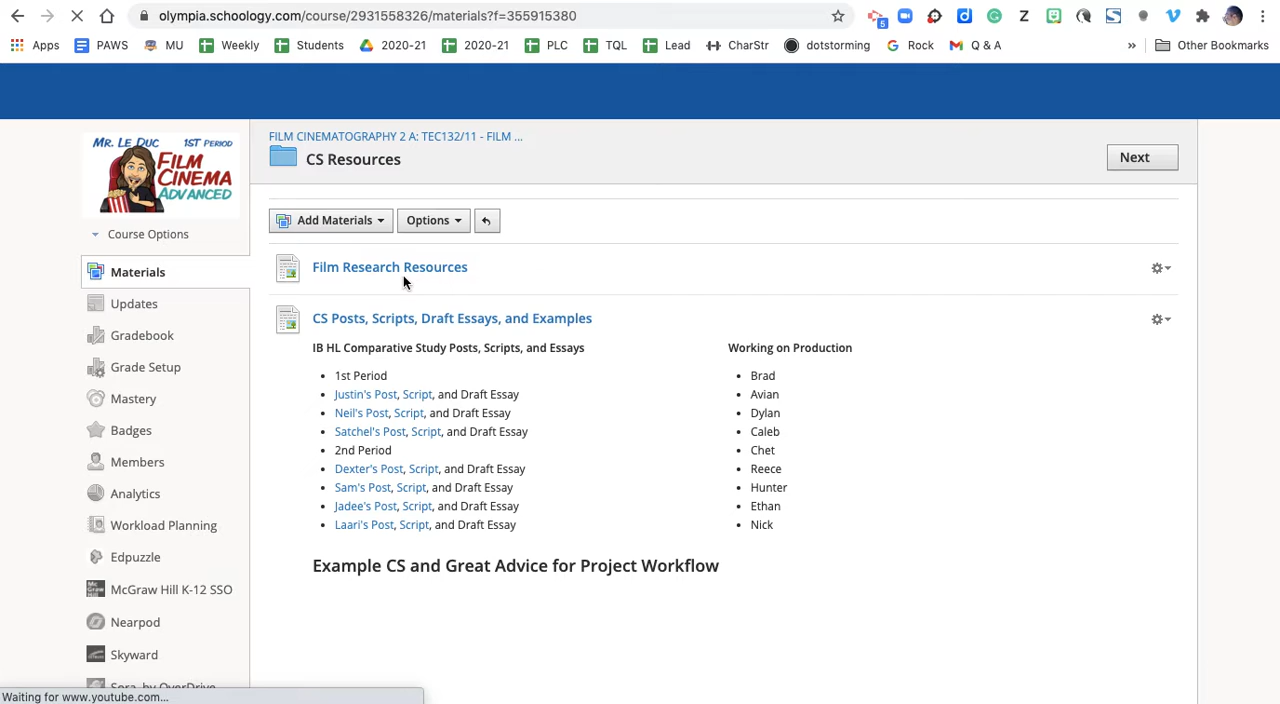 olympia.schoology.com/course/2931558326/materials?f=355915380
5
Apps PAWS MU Weekly Students 2020-21 2020-21 PLC TQL Lead CharStr dotstorming Rock Q & A » Other Bookmarks
MR. LE DUC 1ST PERIOD
FILM
CINEMA
ADVANCED
Course Options
Materials
Updates
Gradebook
Grade Setup
Mastery
Badges
Members
Analytics
Workload Planning
Edpuzzle
McGraw Hill K-12 SSO
Nearpod
Skyward
Sora, by OverDrive
FILM CINEMATOGRAPHY 2 A: TEC132/11 - FILM ...
CS Resources
Next
Add Materials Options
Film Research Resources
CS Posts, Scripts, Draft Essays, and Examples
IB HL Comparative Study Posts, Scripts, and Essays
• 1st Period
• Justin's Post, Script, and Draft Essay
• Neil's Post, Script, and Draft Essay
• Satchel's Post, Script, and Draft Essay
• 2nd Period
• Dexter's Post, Script, and Draft Essay
• Sam's Post, Script, and Draft Essay
• Jadee's Post, Script, and Draft Essay
• Laari's Post, Script, and Draft Essay
Working on Production
• Brad
• Avian
• Dylan
• Caleb
• Chet
• Reece
• Hunter
• Ethan
• Nick
Example CS and Great Advice for Project Workflow
Waiting for www.youtube.com...